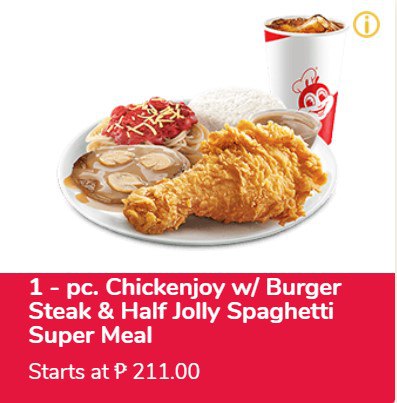 1 - pc. Chickenjoy w/ Burger
Steak & Half Jolly Spaghetti
Super Meal
Starts at ₱ 211.00